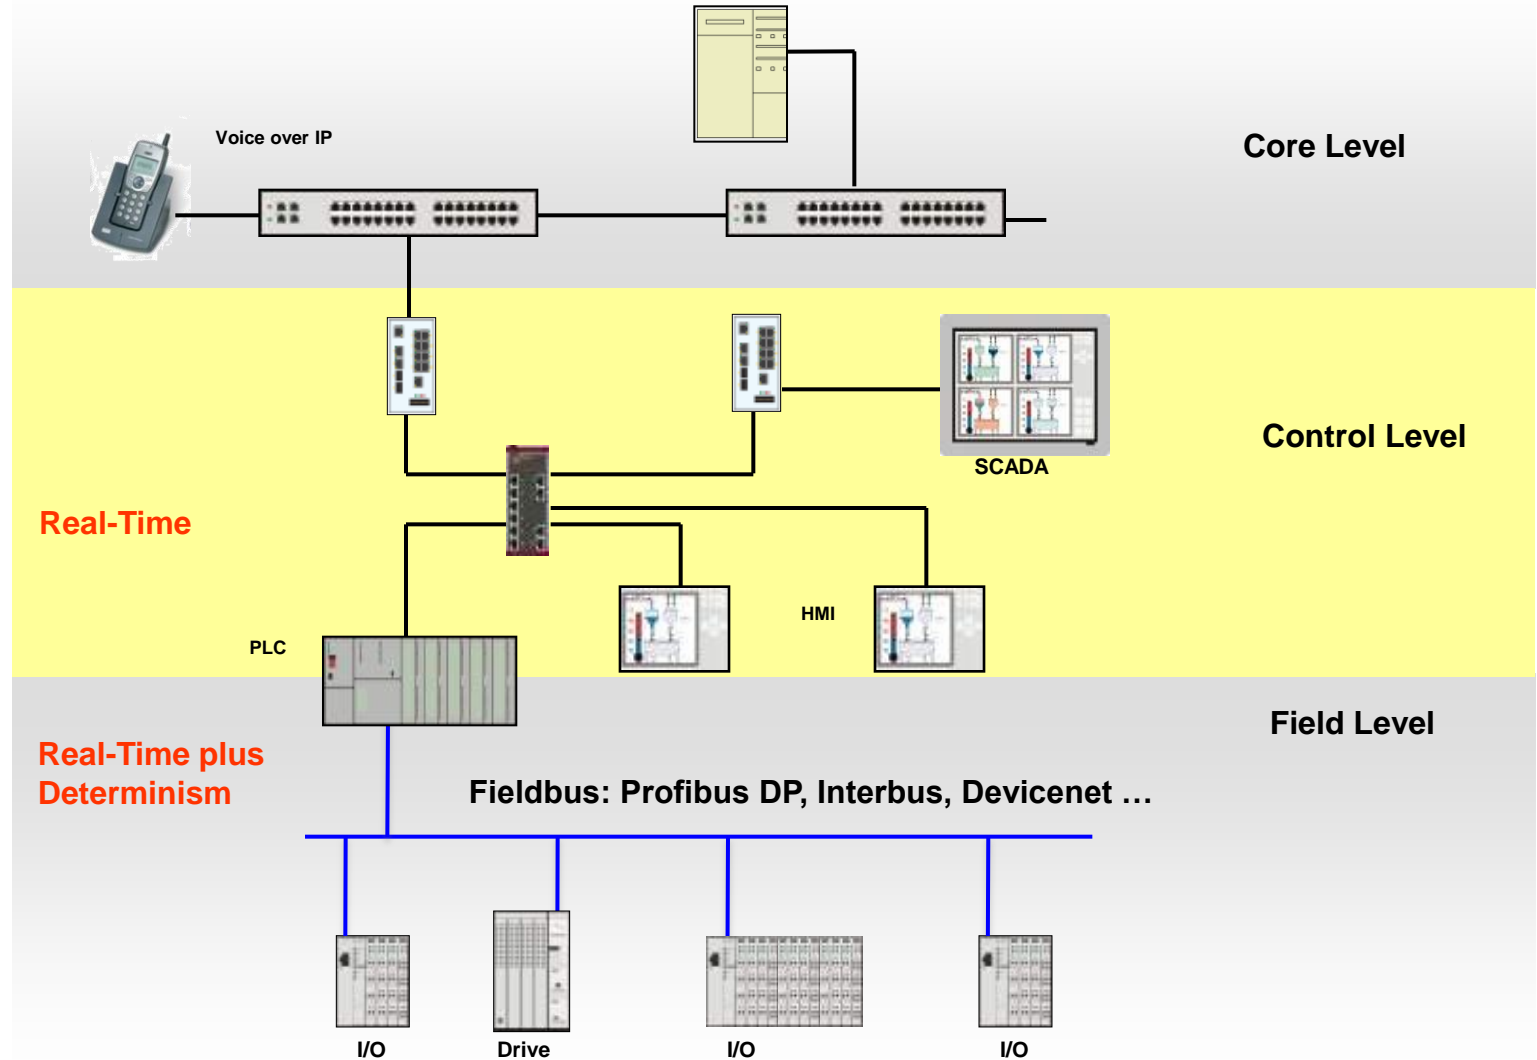 Voice over IP
Core Level
Control Level
SCADA
Real-Time
HMI
PLC
Field Level
Real-Time plus
Determinism
Fieldbus: Profibus DP, Interbus, Devicenet ...
I/O
Drive
I/O
I/O